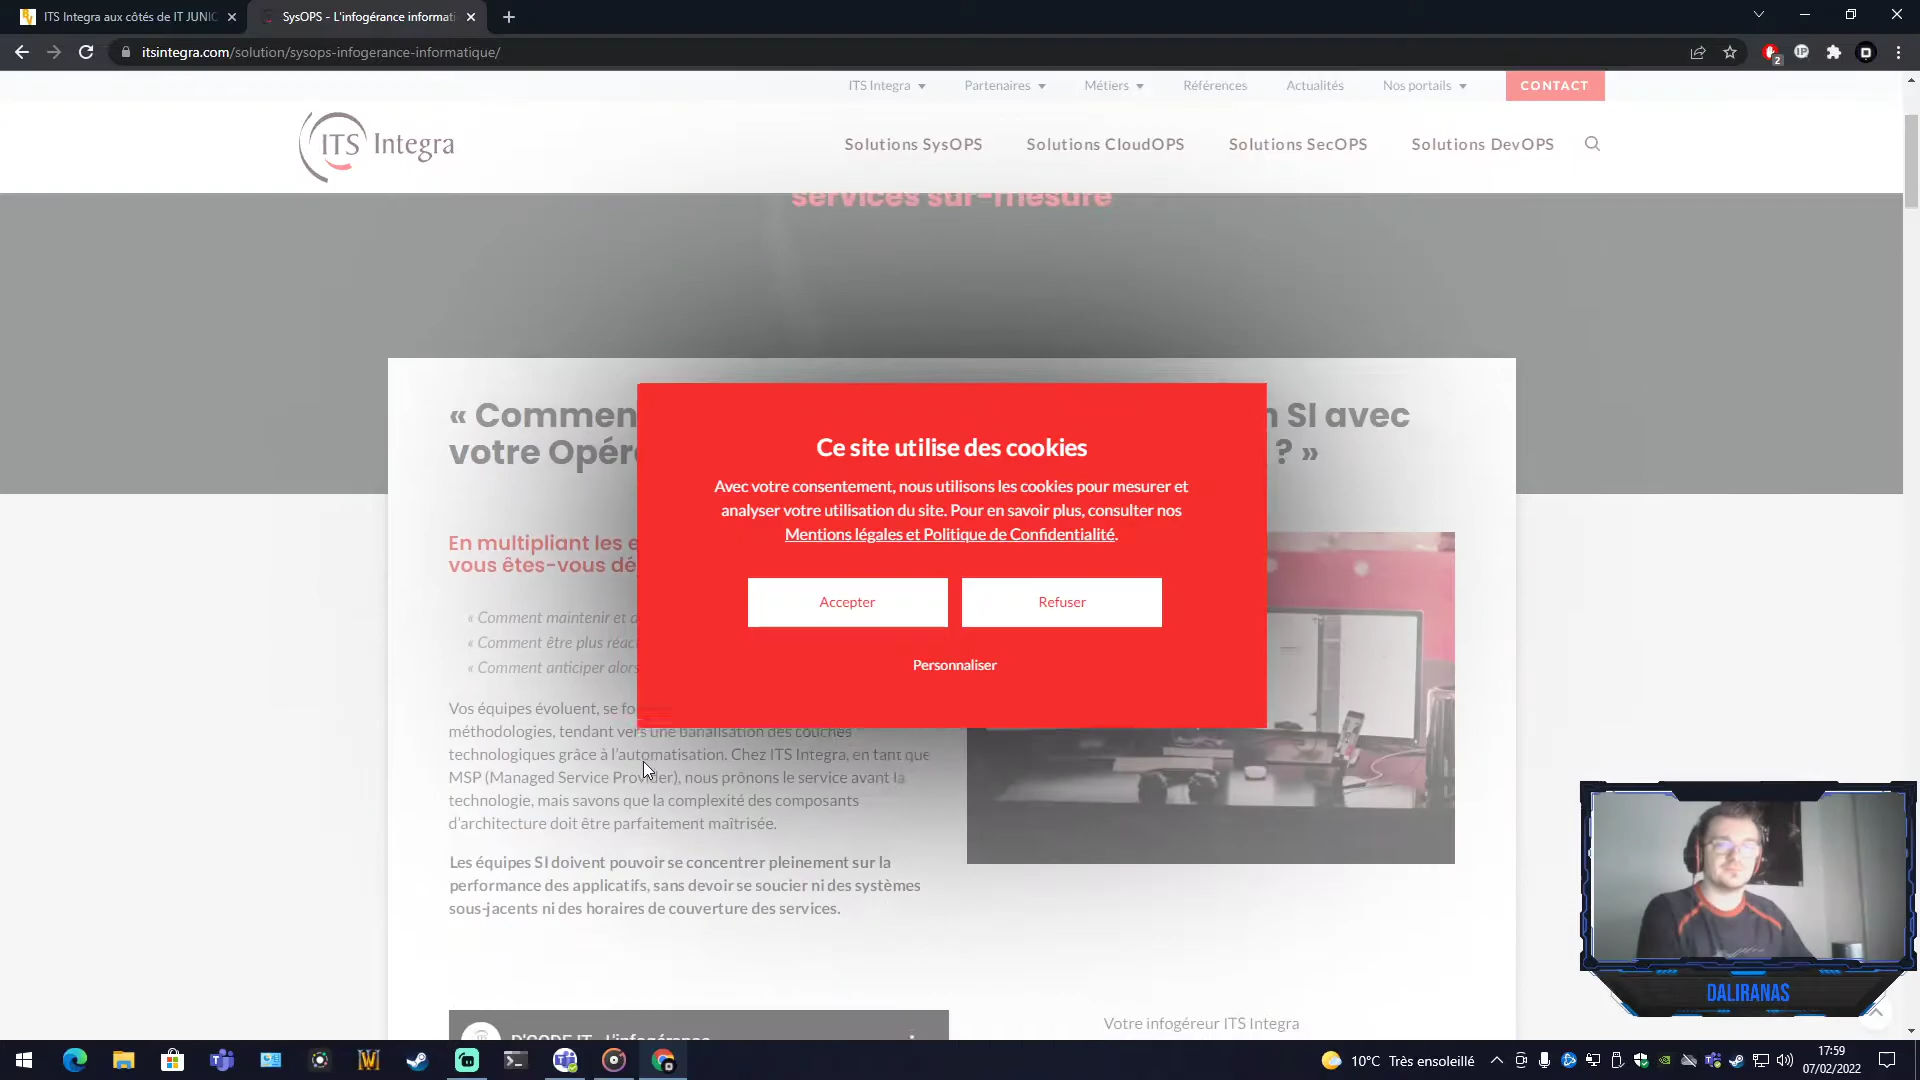 ITS Integra aux côtés de IT JUNIC
SysOPS - L'infogérance informati
itsintegra.com/solution/sysops-infogerance-informatique/
2
IP
ITS Integra
Partenaires
Métiers
Références
Actualités
Nos portails
CONTACT
ITS Integra
Solutions SysOPS
Solutions CloudOPS
Solutions SecOPS
Solutions DevOPS
services sur-mesure
« Commen
n SI avec
votre Opér
? »
Ce site utilise des cookies
Avec votre consentement, nous utilisons les cookies pour mesurer et
analyser votre utilisation du site. Pour en savoir plus, consulter nos
Mentions légales et Politique de Confidentialité.
Accepter
Refuser
Personnaliser
En multipliant les e
vous êtes-vous dé
« Comment maintenir et
« Comment être plus réac
« Comment anticiper alors
Vos équipes évoluent, se fo
méthodologies, tendant vers une banalisation des couches
technologiques grâce à l'automatisation. Chez ITS Integra, en tant que
MSP (Managed Service Provider), nous prônons le service avant la
technologie, mais savons que la complexité des composants
d'architecture doit être parfaitement maîtrisée.
Les équipes SI doivent pouvoir se concentrer pleinement sur la
performance des applicatifs, sans devoir se soucier ni des systèmes
sous-jacents ni des horaires de couverture des services.
D'CODE IT - L'infogérance
Votre infogéreur ITS Integra
DALIRANAS
10°C Très ensoleillé
17:59
07/02/2022